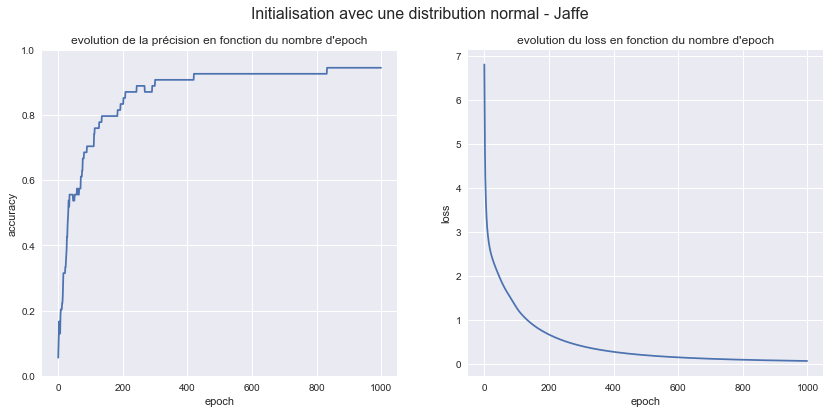 Initialisation avec une distribution normal - Jaffe
evolution de la précision en fonction du nombre d'epoch
1.0
0.8
0.6
0.4
0.2
0.0
accuracy
0 200 400 600 800 1000
epoch
evolution du loss en fonction du nombre d'epoch
7
6
5
4
3
2
1
0
loss
0 200 400 600 800 1000
epoch